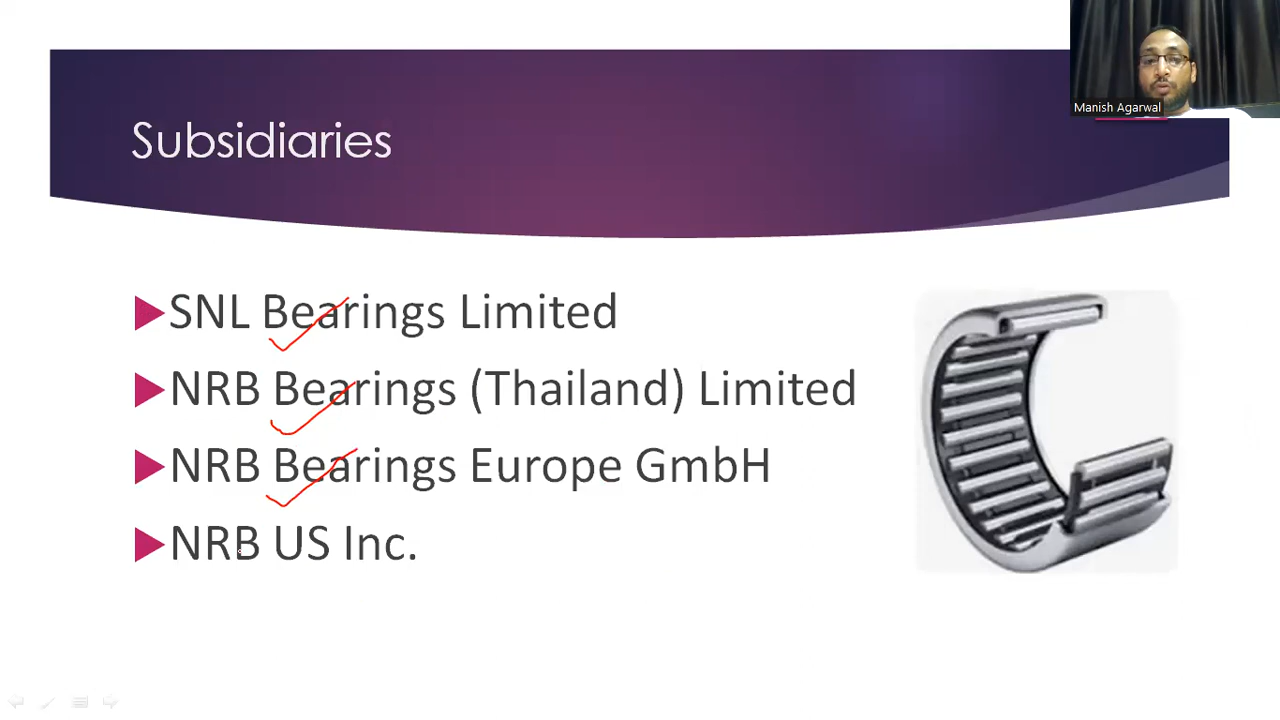 Manish Agarwal
Subsidiaries
SNL Bearings Limited
NRB Bearings (Thailand) Limited
NRB Bearings Europe GmbH
NRB US Inc.